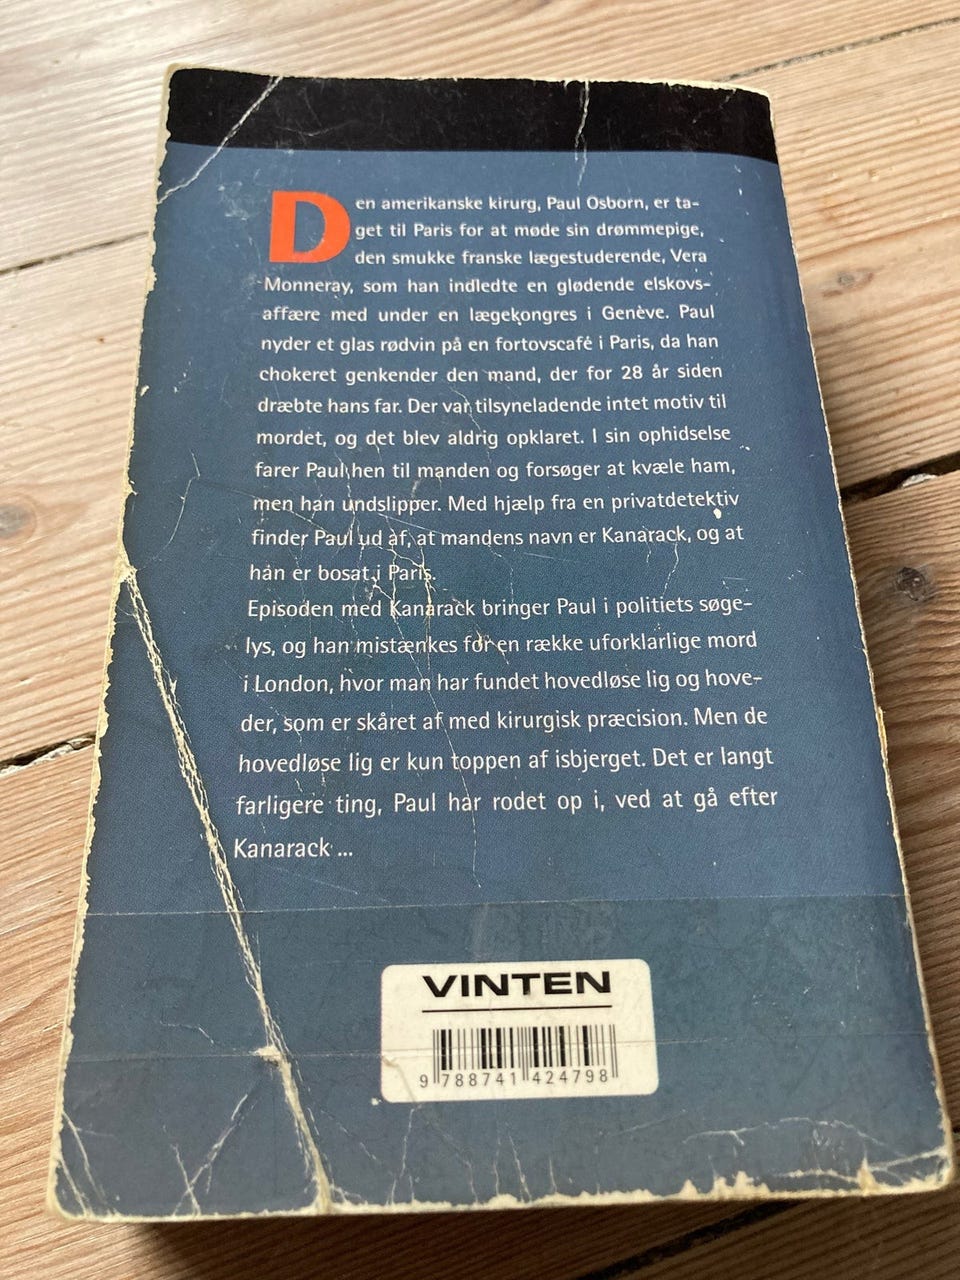 Den amerikanske kirurg, Paul Osborn, er ta-
get til Paris for at møde sin drømmepige,
den smukke franske lægestuderende, Vera
Monneray, som han indledte en glødende elskovs-
affære med under en lægekongres i Genève. Paul
nyder et glas rødvin på en fortovscafé i Paris, da han
chokeret genkender den mand, der for 28 år siden
dræbte hans far. Der var tilsyneladende intet motiv til
mordet, og det blev aldrig opklaret. I sin ophidselse
farer Paul hen til manden og forsøger at kvæle ham,
men han undslipper. Med hjælp fra en privatdetektiv
finder Paul ud af, at mandens navn er Kanarack, og at
han er bosat i Paris.
Episoden med Kanarack bringer Paul i politiets søge-
lys, og han mistænkes for en række uforklarlige mord
i London, hvor man har fundet hovedløse lig og hove-
der, som er skåret af med kirurgisk præcision. Men de
hovedløse lig er kun toppen af isbjerget. Det er langt
farligere ting, Paul har rodet op i, ved at gå efter
Kanarack ...
VINTEN
9 788741 424798